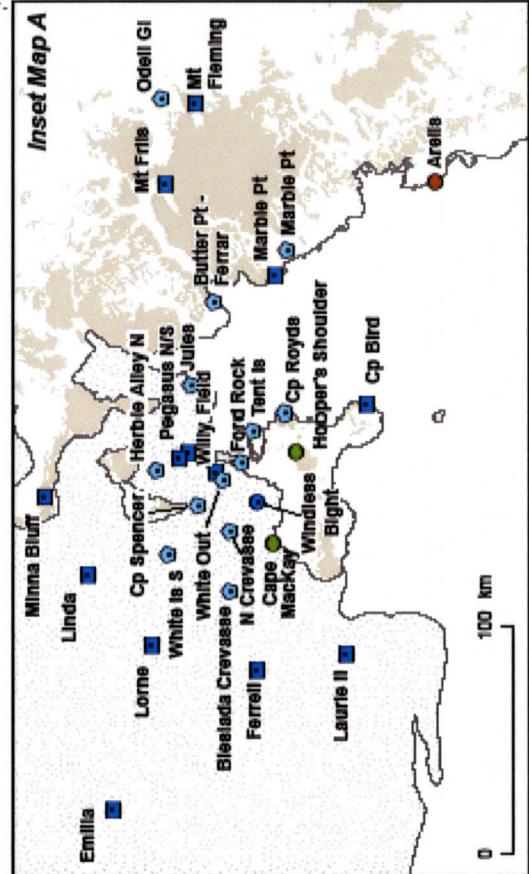 Inset Map A
Odell Gl
Mt
Fleming
Mt Friis
Butter Pt -
Ferrar
Marble Pt
Marble Pt
Arelis
Minna Bluff
Herbie Alley N
Pegasus N/S
Jules
Willy Field
Ford Rock
Tent Is
Cp Royds
Hooper's Shoulder
Cp Bird
Linda
Cp Spencer
White Is S
White Out
N Crevasse
Windless
Bight
Cape
MacKay
Lorne
Bleslada Crevasse
Ferrell
Laurie II
Emilia
0
100 km